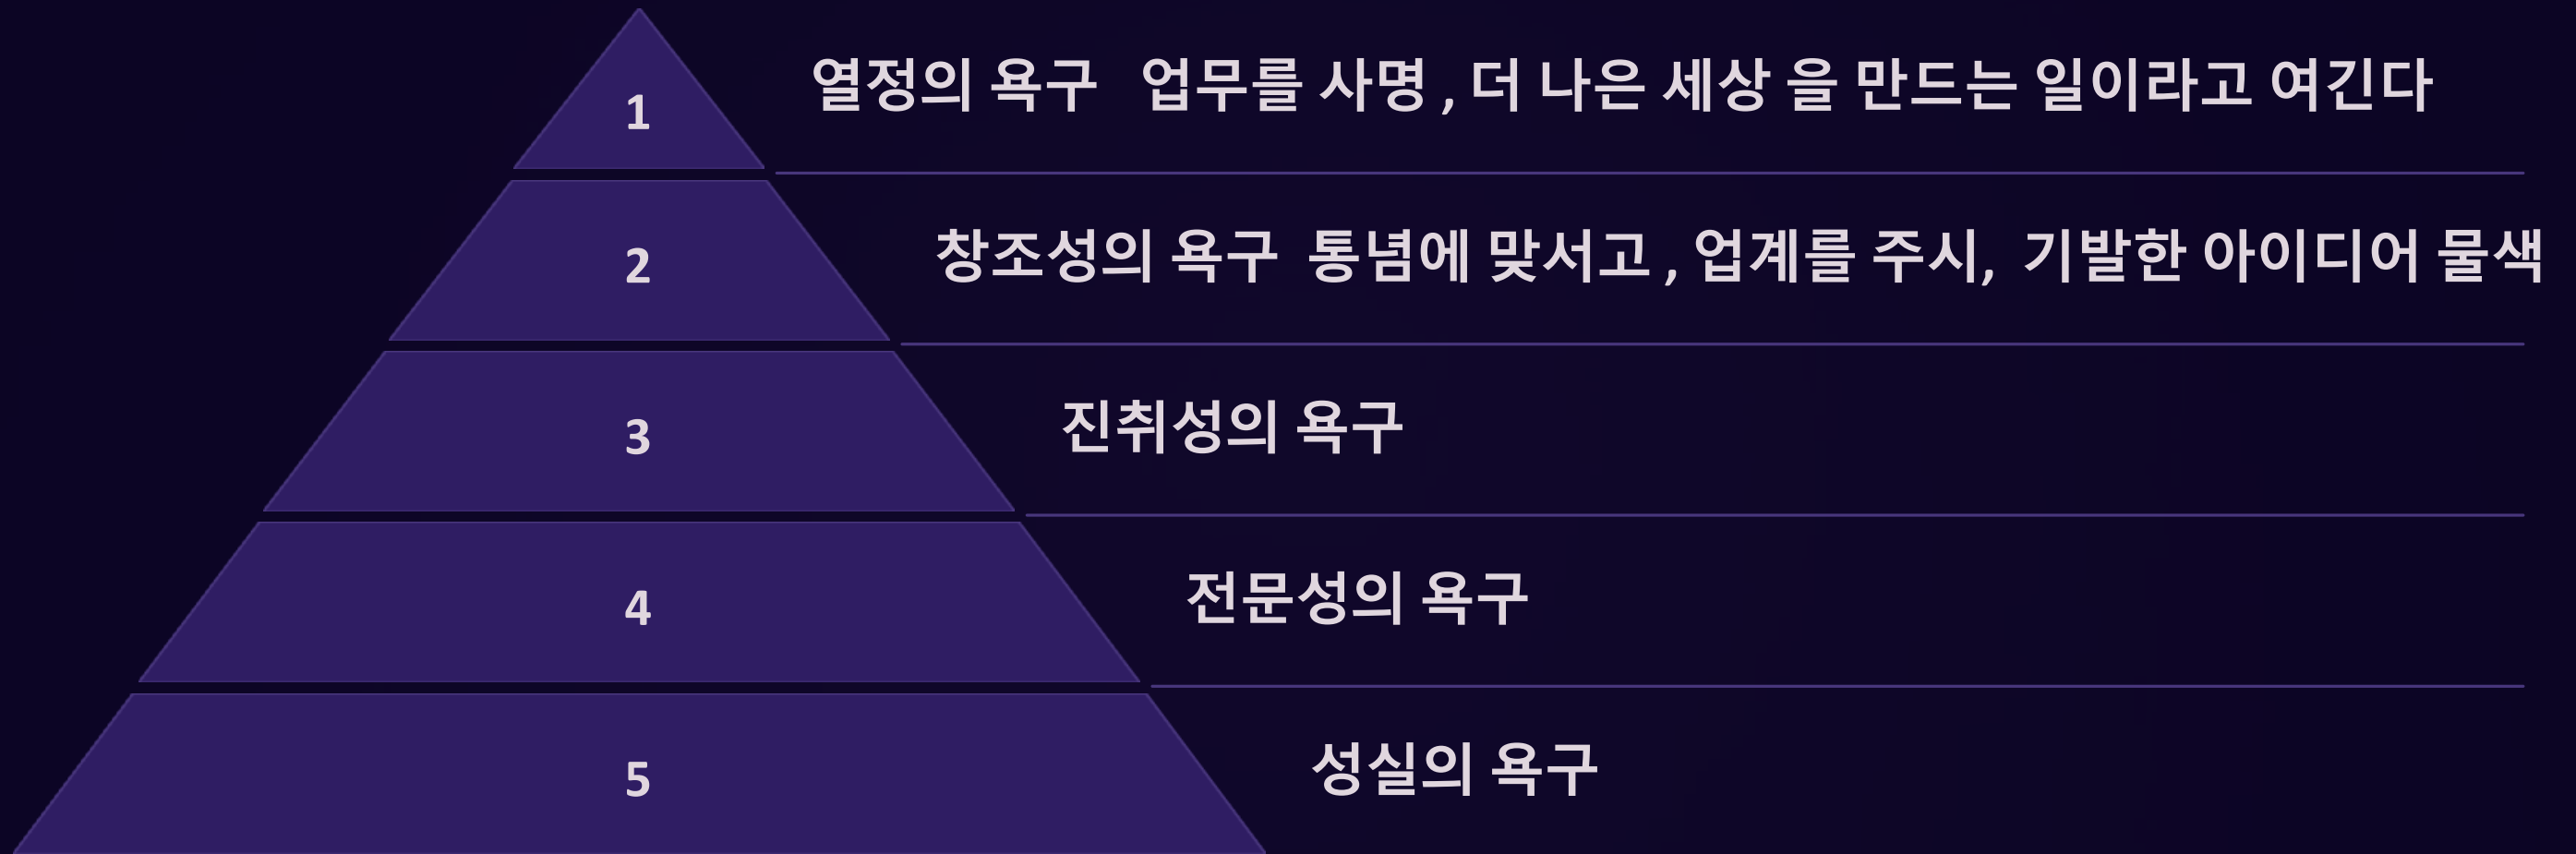 1
열정의 욕구 업무를 사명 , 더 나은 세상 을 만드는 일이라고 여긴다
2
창조성의 욕구 통념에 맞서고 , 업계를 주시, 기발한 아이디어 물색
3
진취성의 욕구
4
전문성의 욕구
5
성실의 욕구